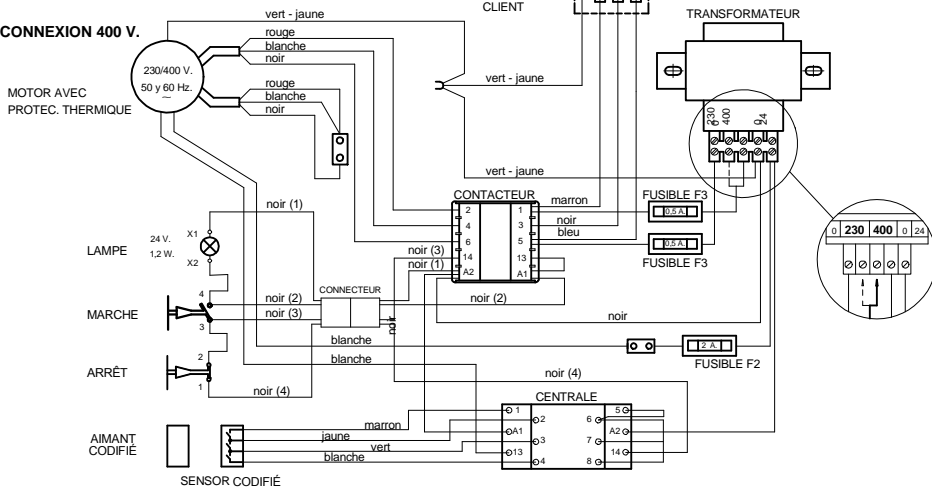 CLIENT
CONNEXION 400 V.
vert - jaune
TRANSFORMATEUR
rouge
blanche
noir
230/400 V.
50 y 60 Hz.
~
MOTOR AVEC
PROTEC. THERMIQUE
rouge
blanche
noir
vert - jaune
230
0
400
0
24
vert - jaune
CONTACTEUR
marron
noir
bleu
FUSIBLE F3
0,5 A.
0,5 A.
FUSIBLE F3
2
4
6
14
A2
1
3
5
13
A1
noir (1)
noir (3)
noir (1)
LAMPE
24 V.
1,2 W.
X1
X2
0 230 400 0 24
CONNECTEUR
noir (2)
noir (3)
noir (2)
noir
noir
MARCHE
4
3
blanche
blanche
2 A.
FUSIBLE F2
ARRÊT
2
1
noir (4)
noir (4)
CENTRALE
1
2
A1
3
13
4
5
6
A2
7
14
8
AIMANT
CODIFIÉ
marron
jaune
vert
blanche
SENSOR CODIFIÉ